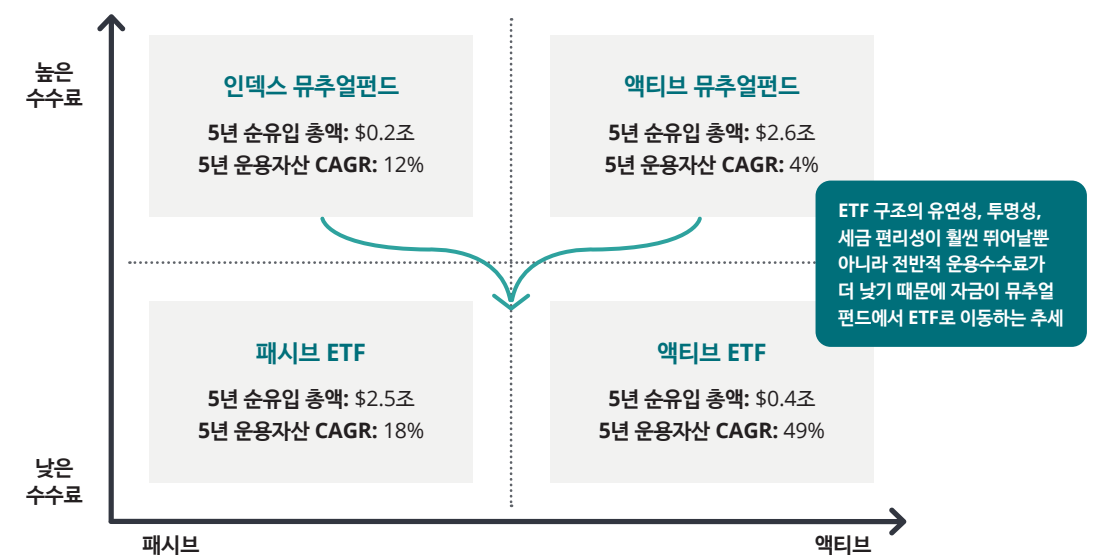 높은
수수료
인덱스 뮤추얼펀드
5년 순유입 총액: $0.2조
5년 운용자산 CAGR: 12%
액티브 뮤추얼펀드
5년 순유입 총액: $2.6조
5년 운용자산 CAGR: 4%
ETF 구조의 유연성, 투명성,
세금 편리성이 훨씬 뛰어날뿐
아니라 전반적 운용수수료가
더 낮기 때문에 자금이 뮤추얼
펀드에서 ETF로 이동하는 추세
패시브 ETF
5년 순유입 총액: $2.5조
5년 운용자산 CAGR: 18%
액티브 ETF
5년 순유입 총액: $0.4조
5년 운용자산 CAGR: 49%
낮은
수수료
패시브
액티브